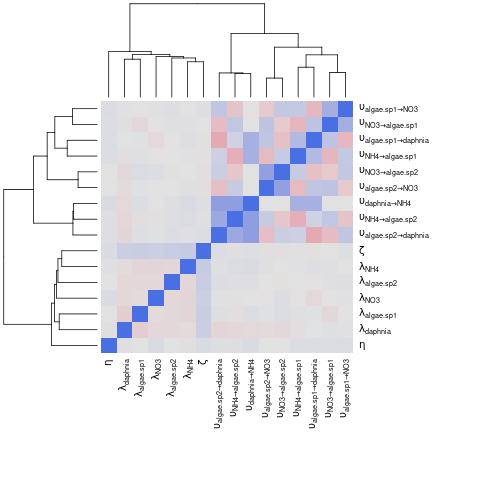 υalgae.sp1→NO3
υNO3→algae.sp1
υalgae.sp1→daphnia
υNH4→algae.sp1
υNO3→algae.sp2
υalgae.sp2→NO3
υdaphnia→NH4
υNH4→algae.sp2
υalgae.sp2→daphnia
ζ
λNH4
λalgae.sp2
λNO3
λalgae.sp1
λdaphnia
η
η
λdaphnia
λalgae.sp1
λNO3
λalgae.sp2
λNH4
ζ
υalgae.sp2→daphnia
υNH4→algae.sp2
υdaphnia→NH4
υalgae.sp2→NO3
υNO3→algae.sp2
υNH4→algae.sp1
υalgae.sp1→daphnia
υNO3→algae.sp1
υalgae.sp1→NO3